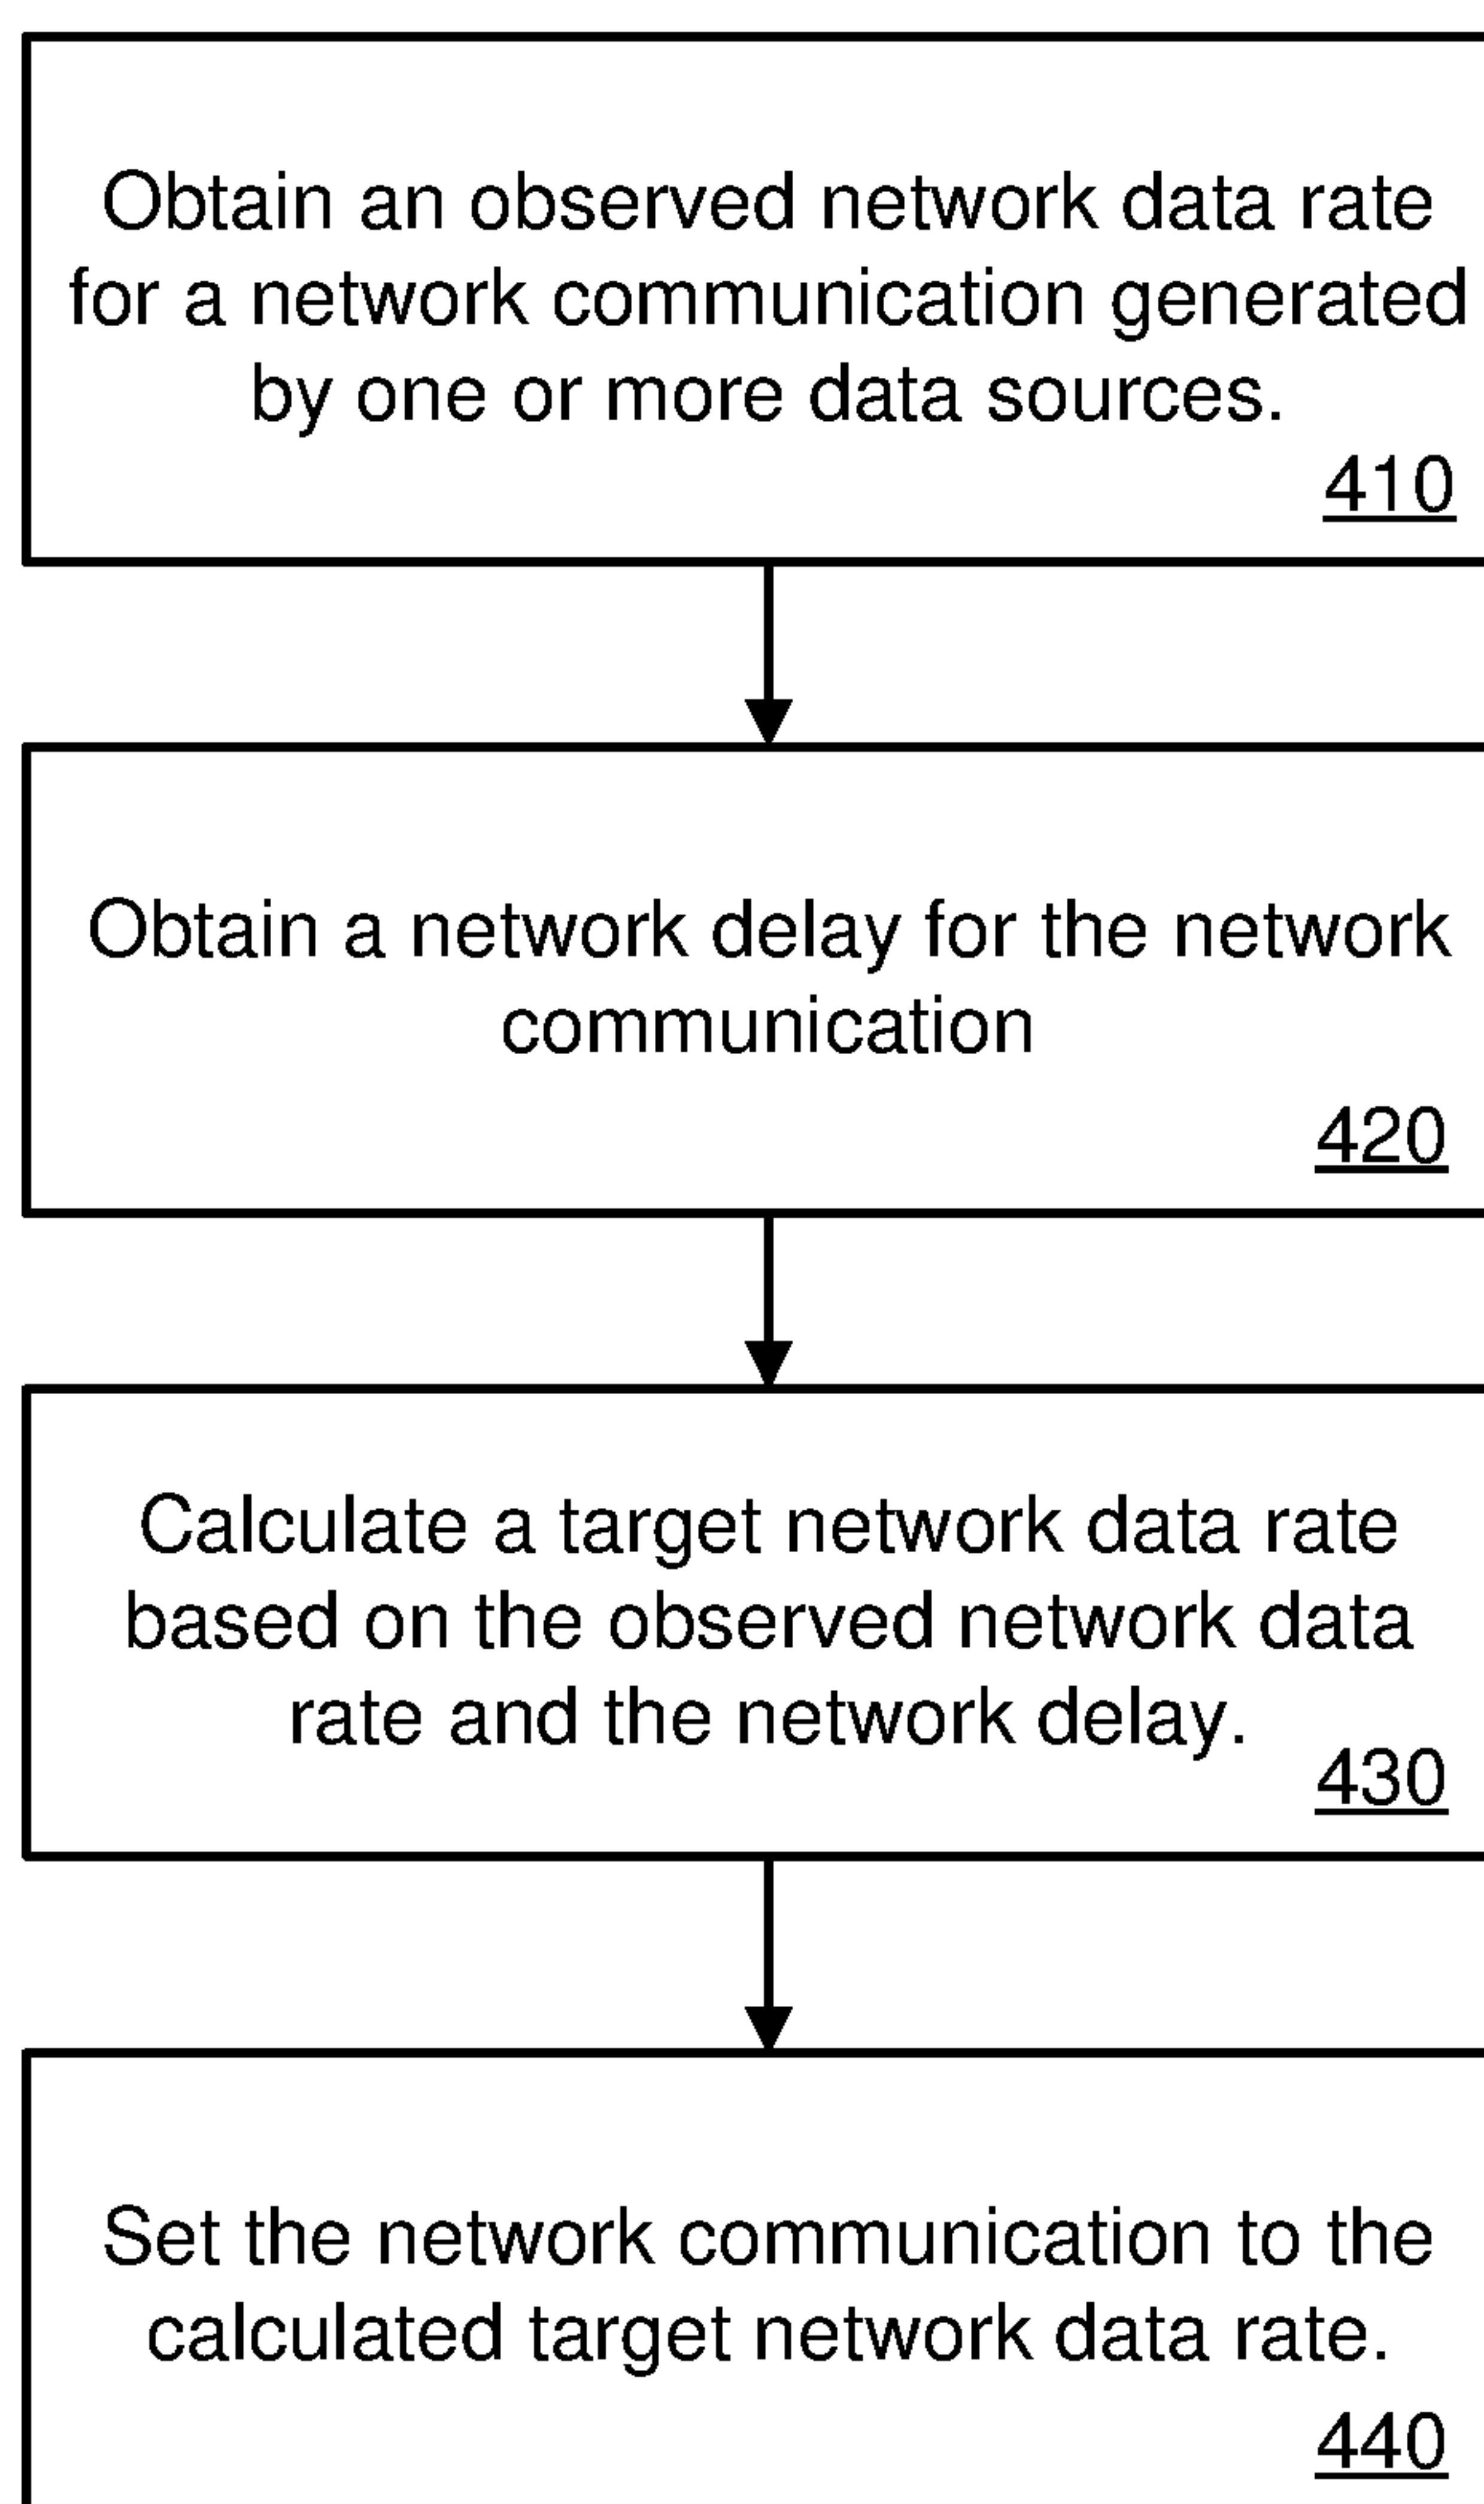 Obtain an observed network data rate
for a network communication generated
by one or more data sources.
410
Obtain a network delay for the network
communication
420
Calculate a target network data rate
based on the observed network data
rate and the network delay.
430
Set the network communication to the
calculated target network data rate.
440